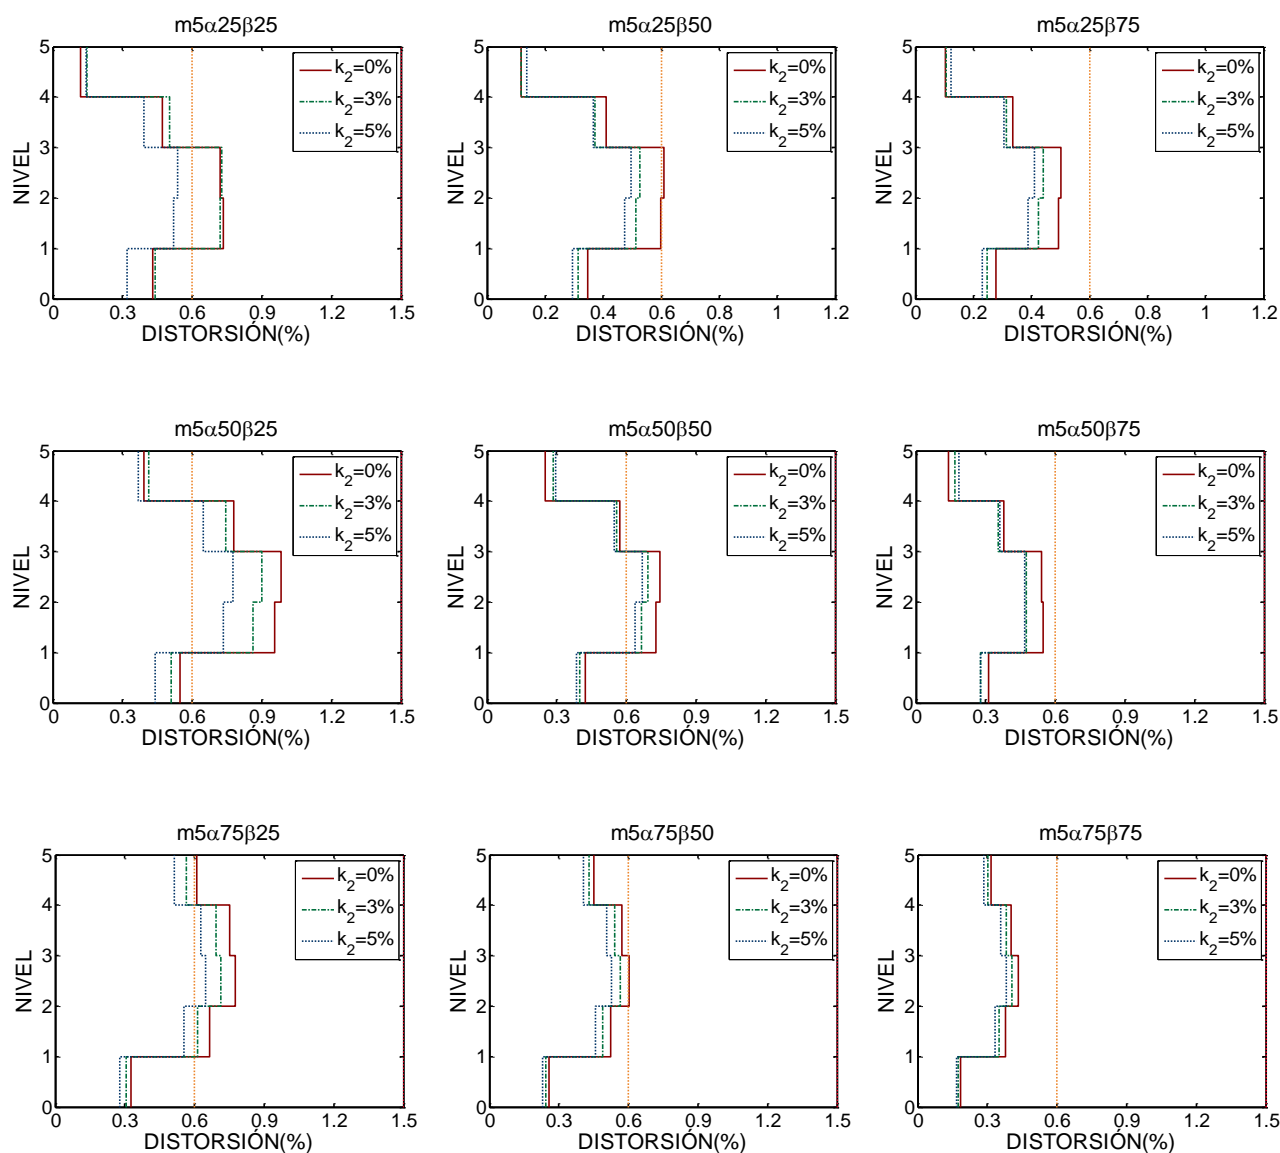 m5α25β25
5
4
3
2
1
0
NIVEL
k2=0%
k2=3%
k2=5%
0.3 0.6 0.9 1.2 1.5
DISTORSIÓN(%)
m5α25β50
5
4
3
2
1
0
NIVEL
k2=0%
k2=3%
k2=5%
0 0.2 0.4 0.6 0.8 1 1.2
DISTORSIÓN(%)
m5α25β75
5
4
3
2
1
0
NIVEL
k2=0%
k2=3%
k2=5%
0 0.2 0.4 0.6 0.8 1 1.2
DISTORSIÓN(%)
m5α50β25
5
4
3
2
1
0
NIVEL
k2=0%
k2=3%
k2=5%
0 0.3 0.6 0.9 1.2 1.5
DISTORSIÓN(%)
m5α50β50
5
4
3
2
1
0
NIVEL
k2=0%
k2=3%
k2=5%
0 0.3 0.6 0.9 1.2 1.5
DISTORSIÓN(%)
m5α50β75
5
4
3
2
1
0
NIVEL
k2=0%
k2=3%
k2=5%
0 0.3 0.6 0.9 1.2 1.5
DISTORSIÓN(%)
m5α75β25
5
4
3
2
1
0
NIVEL
k2=0%
k2=3%
k2=5%
0 0.3 0.6 0.9 1.2 1.5
DISTORSIÓN(%)
m5α75β50
5
4
3
2
1
0
NIVEL
k2=0%
k2=3%
k2=5%
0 0.3 0.6 0.9 1.2 1.5
DISTORSIÓN(%)
m5α75β75
5
4
3
2
1
0
NIVEL
k2=0%
k2=3%
k2=5%
0 0.3 0.6 0.9 1.2 1.5
DISTORSIÓN(%)